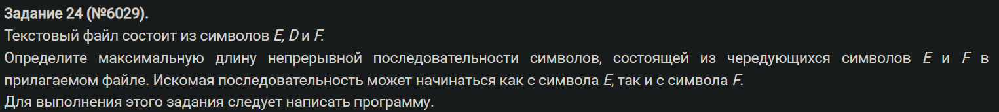 Задание 24 (№6029).
Текстовый файл состоит из символов E, D и F.
Определите максимальную длину непрерывной последовательности символов, состоящей из чередующихся символов E и F в
прилагаемом файле. Искомая последовательность может начинаться как с символа E, так и с символа F.
Для выполнения этого задания следует написать программу.